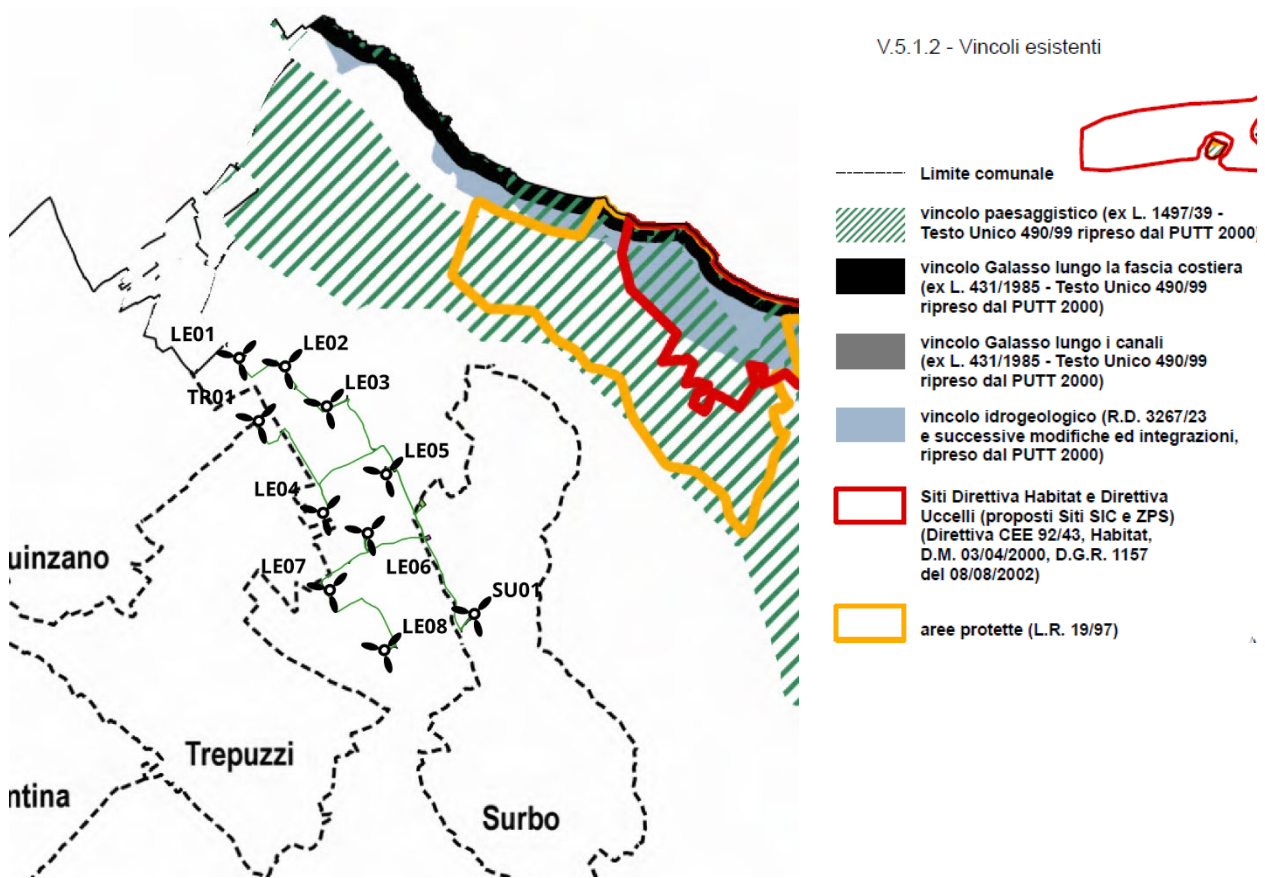 V.5.1.2 - Vincoli esistenti
Limite comunale
vincolo paesaggistico (ex L. 1497/39 -
Testo Unico 490/99 ripreso dal PUTT 2000)
vincolo Galasso lungo la fascia costiera
(ex L. 431/1985 - Testo Unico 490/99
ripreso dal PUTT 2000)
vincolo Galasso lungo i canali
(ex L. 431/1985 - Testo Unico 490/99
ripreso dal PUTT 2000)
vincolo idrogeologico (R.D. 3267/23
e successive modifiche ed integrazioni,
ripreso dal PUTT 2000)
Siti Direttiva Habitat e Direttiva
Uccelli (proposti Siti SIC e ZPS)
(Direttiva CEE 92/43, Habitat,
D.M. 03/04/2000, D.G.R. 1157
del 08/08/2002)
aree protette (L.R. 19/97)
LE01
LE02
LE03
TR01
LE05
LE04
LE07
LE06
SU01
LE08
uinzano
Trepuzzi
ntina
Surbo